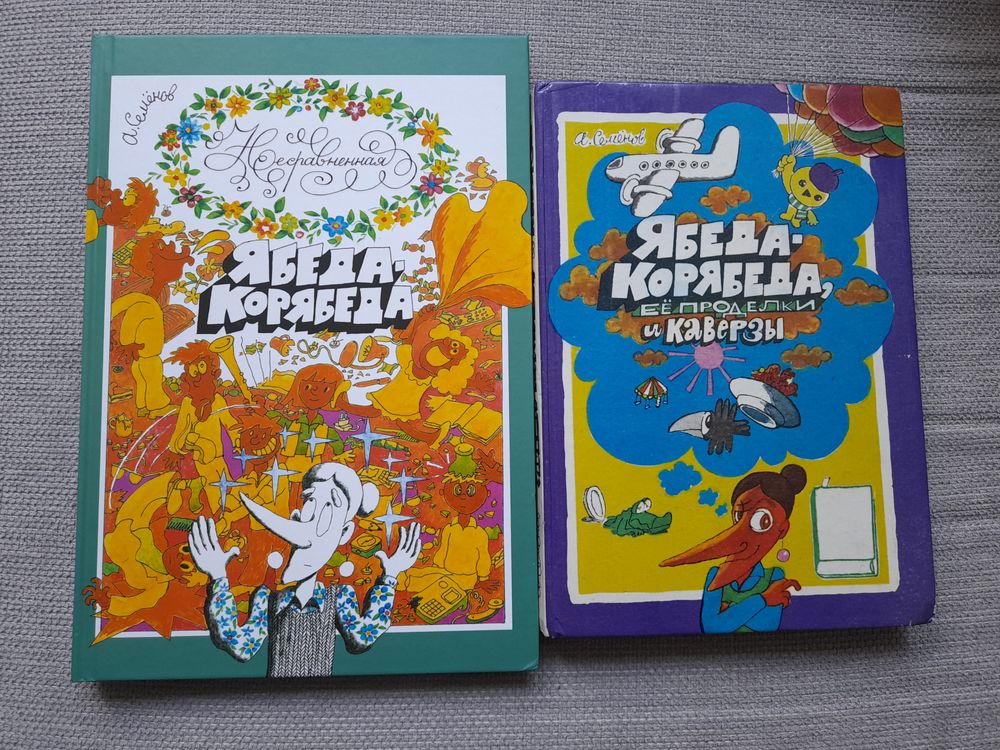 А. Семёнов
Несравненная
ЯБЕДА-
КОРЯБЕДА
А. Семёнов
ЯБЕДА-
КОРЯБЕДА,
ЕЁ ПРОДЕЛКИ
и КАВЕРЗЫ